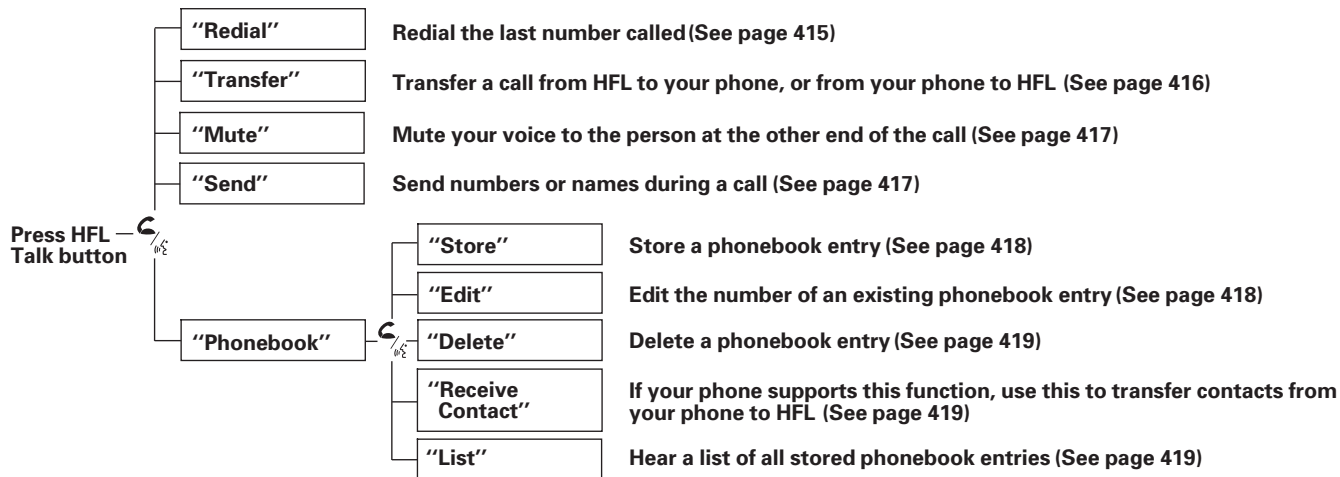 "Redial" Redial the last number called (See page 415)
"Transfer" Transfer a call from HFL to your phone, or from your phone to HFL (See page 416)
"Mute" Mute your voice to the person at the other end of the call (See page 417)
"Send" Send numbers or names during a call (See page 417)
Press HFL
Talk button
"Phonebook"
"Store" Store a phonebook entry (See page 418)
"Edit" Edit the number of an existing phonebook entry (See page 418)
"Delete" Delete a phonebook entry (See page 419)
"Receive
Contact"
If your phone supports this function, use this to transfer contacts from
your phone to HFL (See page 419)
"List" Hear a list of all stored phonebook entries (See page 419)